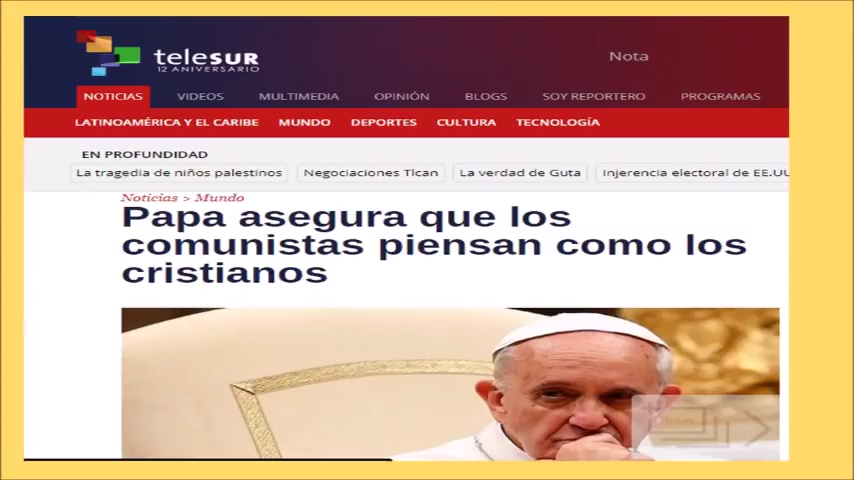 teleSUR
12 ANIVERSARIO
Nota
NOTICIAS VIDEOS MULTIMEDIA OPINIÓN BLOGS SOY REPORTERO PROGRAMAS
LATINOAMÉRICA Y EL CARIBE MUNDO DEPORTES CULTURA TECNOLOGÍA
EN PROFUNDIDAD
La tragedia de niños palestinos Negociaciones Tlcan La verdad de Guta Injerencia electoral de EE.UU
Noticias > Mundo
Papa asegura que los
comunistas piensan como los
cristianos